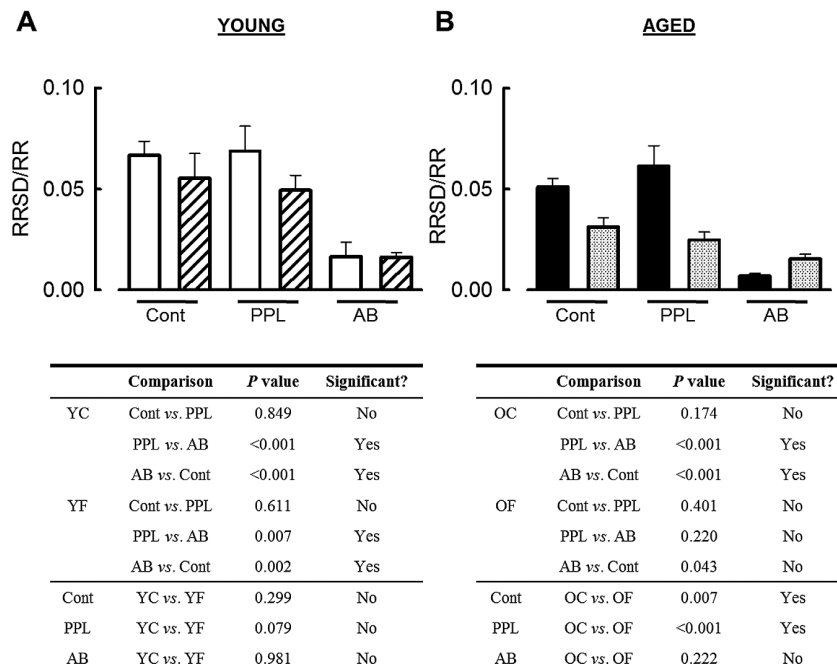 A
YOUNG
RRSD/RR
0.10
0.05
0.00
Cont PPL AB
B
AGED
RRSD/RR
0.10
0.05
0.00
Cont PPL AB
Comparison P value Significant?
YC Cont vs. PPL 0.849 No
PPL vs. AB <0.001 Yes
AB vs. Cont <0.001 Yes
YF Cont vs. PPL 0.611 No
PPL vs. AB 0.007 Yes
AB vs. Cont 0.002 Yes
Cont YC vs. YF 0.299 No
PPL YC vs. YF 0.079 No
AB YC vs. YF 0.981 No
Comparison P value Significant?
OC Cont vs. PPL 0.174 No
PPL vs. AB <0.001 Yes
AB vs. Cont <0.001 Yes
OF Cont vs. PPL 0.401 No
PPL vs. AB 0.220 No
AB vs. Cont 0.043 No
Cont OC vs. OF 0.007 Yes
PPL OC vs. OF <0.001 Yes
AB OC vs. OF 0.222 No